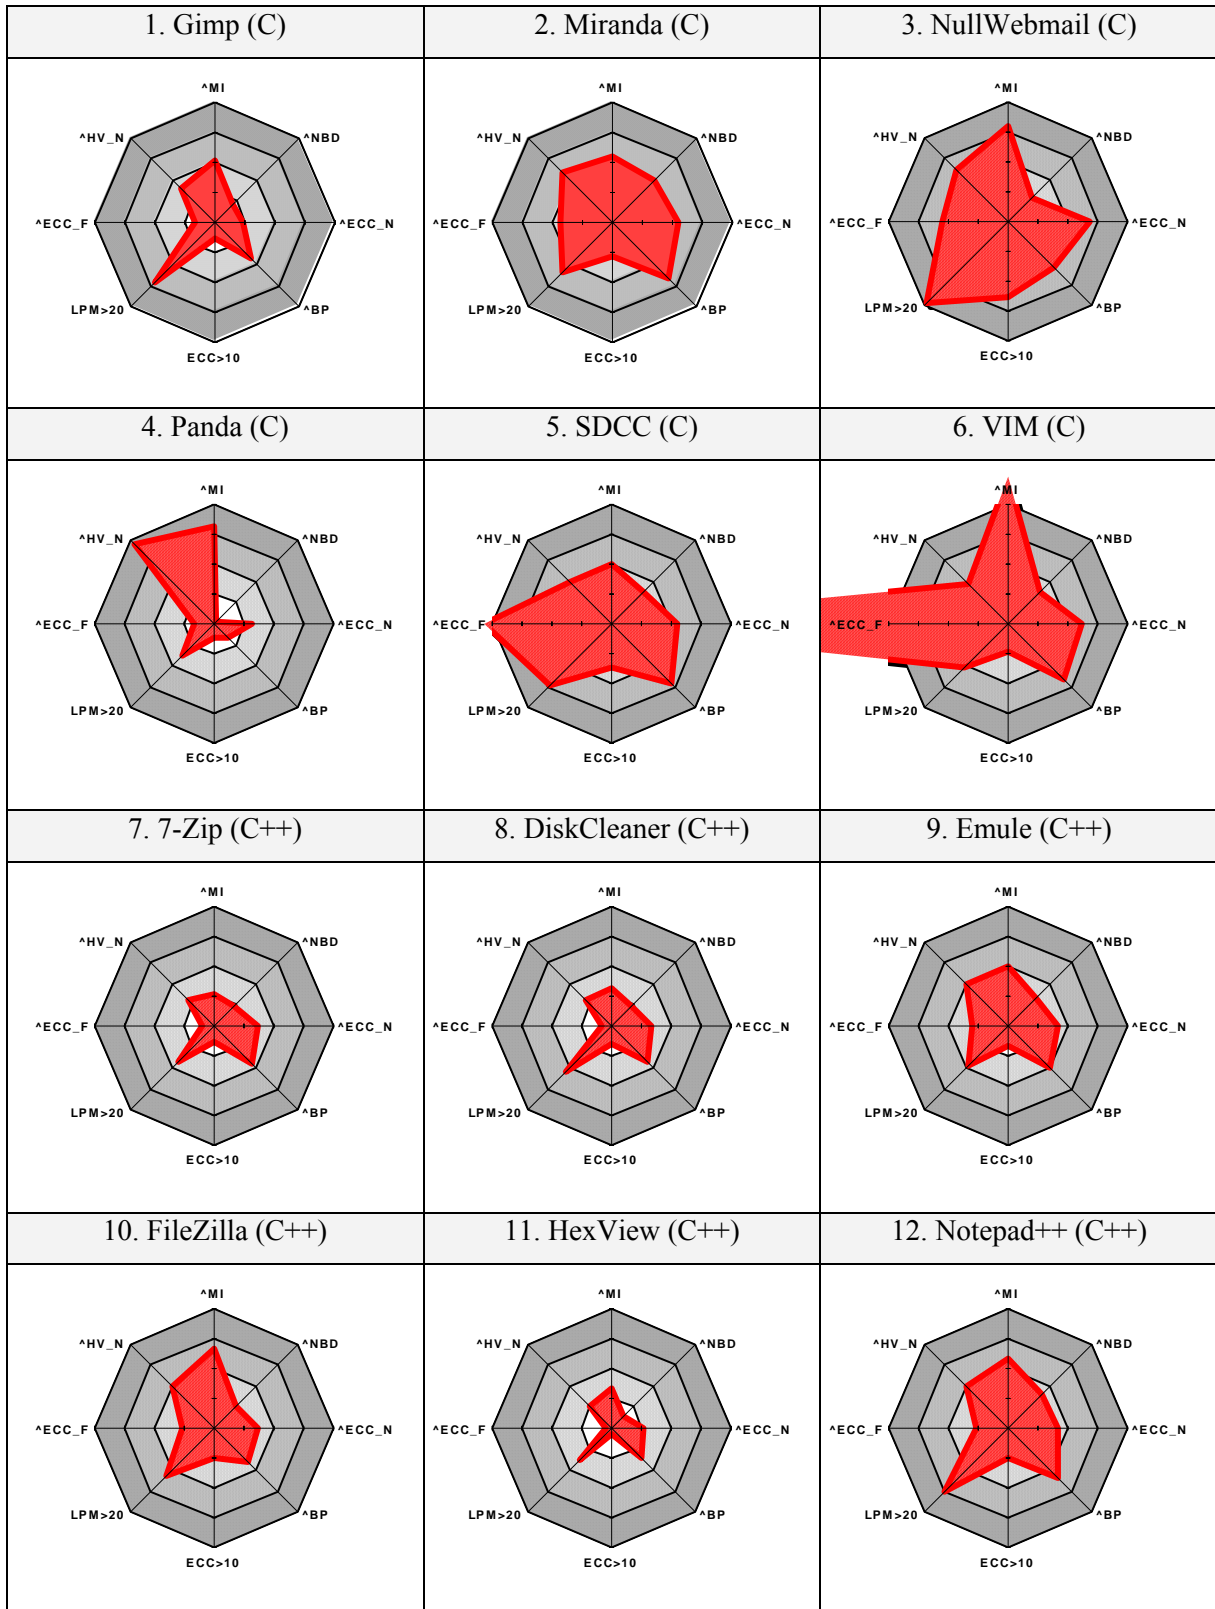 1. Gimp (C)
2. Miranda (C)
3. NullWebmail (C)
^MI
^HV_N
^NBD
^ECC_F
^ECC_N
LPM>20
^BP
ECC>10
^MI
^HV_N
^NBD
^ECC_F
^ECC_N
LPM>20
^BP
ECC>10
^MI
^HV_N
^NBD
^ECC_F
^ECC_N
LPM>20
^BP
ECC>10
4. Panda (C)
5. SDCC (C)
6. VIM (C)
^MI
^HV_N
^NBD
^ECC_F
^ECC_N
LPM>20
^BP
ECC>10
^MI
^HV_N
^NBD
^ECC_F
^ECC_N
LPM>20
^BP
ECC>10
^MI
^HV_N
^NBD
^ECC_F
^ECC_N
LPM>20
^BP
ECC>10
7. 7-Zip (C++)
8. DiskCleaner (C++)
9. Emule (C++)
^MI
^HV_N
^NBD
^ECC_F
^ECC_N
LPM>20
^BP
ECC>10
^MI
^HV_N
^NBD
^ECC_F
^ECC_N
LPM>20
^BP
ECC>10
^MI
^HV_N
^NBD
^ECC_F
^ECC_N
LPM>20
^BP
ECC>10
10. FileZilla (C++)
11. HexView (C++)
12. Notepad++ (C++)
^MI
^HV_N
^NBD
^ECC_F
^ECC_N
LPM>20
^BP
ECC>10
^MI
^HV_N
^NBD
^ECC_F
^ECC_N
LPM>20
^BP
ECC>10
^MI
^HV_N
^NBD
^ECC_F
^ECC_N
LPM>20
^BP
ECC>10